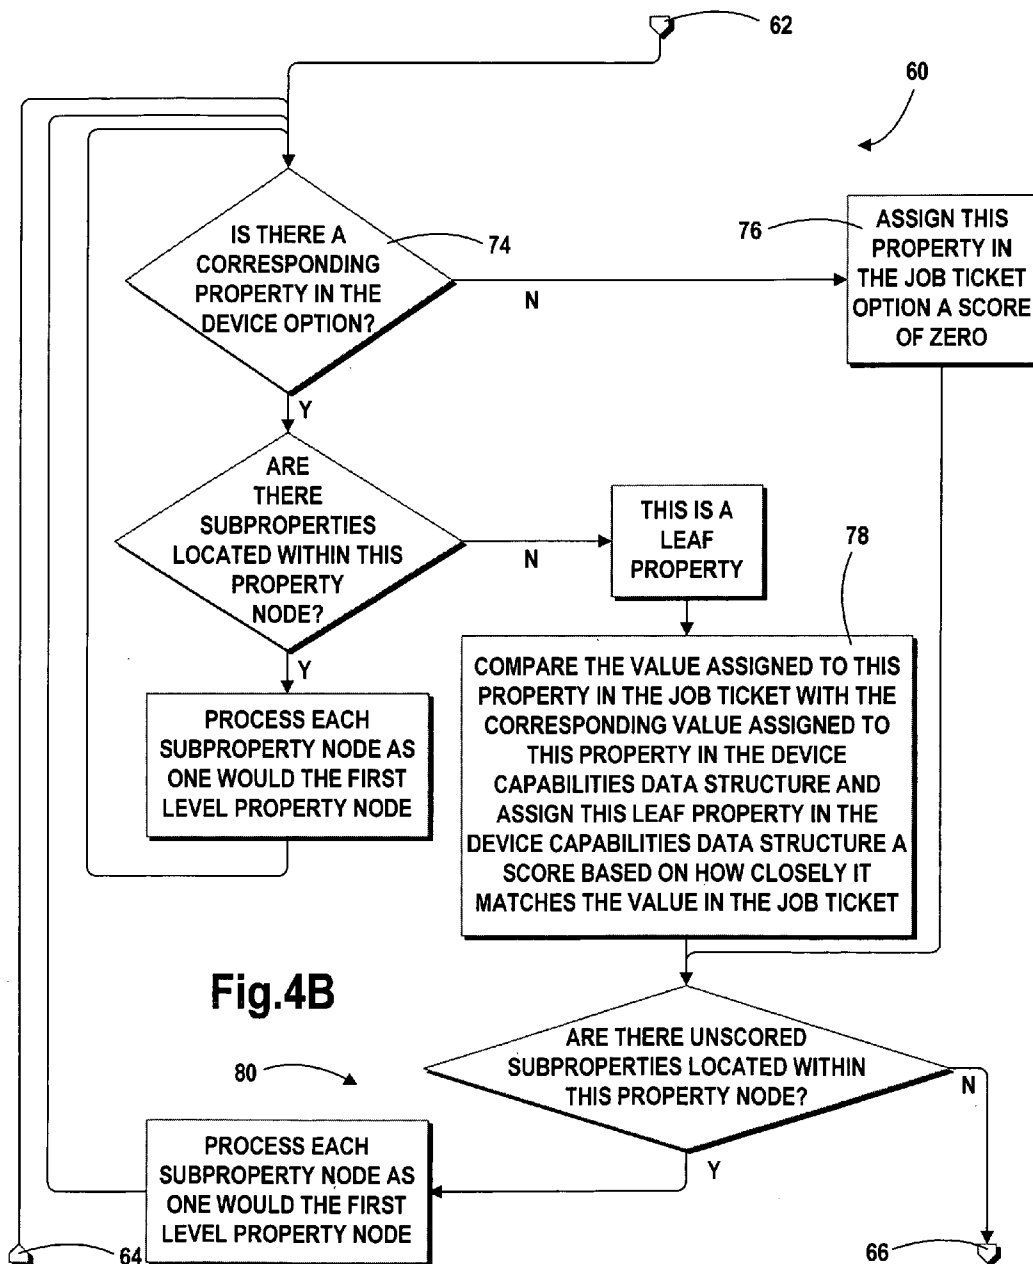 62
60
IS THERE A
CORRESPONDING
PROPERTY IN THE
DEVICE OPTION?
74
N
76
ASSIGN THIS
PROPERTY IN
THE JOB TICKET
OPTION A SCORE
OF ZERO
Y
ARE
THERE
SUBPROPERTIES
LOCATED WITHIN THIS
PROPERTY
NODE?
N
THIS IS A
LEAF
PROPERTY
78
Y
PROCESS EACH
SUBPROPERTY NODE AS
ONE WOULD THE FIRST
LEVEL PROPERTY NODE
COMPARE THE VALUE ASSIGNED TO THIS
PROPERTY IN THE JOB TICKET WITH THE
CORRESPONDING VALUE ASSIGNED TO
THIS PROPERTY IN THE DEVICE
CAPABILITIES DATA STRUCTURE AND
ASSIGN THIS LEAF PROPERTY IN THE
DEVICE CAPABILITIES DATA STRUCTURE A
SCORE BASED ON HOW CLOSELY IT
MATCHES THE VALUE IN THE JOB TICKET
Fig.4B
ARE THERE UNSCORED
SUBPROPERTIES LOCATED WITHIN
THIS PROPERTY NODE?
80
N
Y
PROCESS EACH
SUBPROPERTY NODE AS
ONE WOULD THE FIRST
LEVEL PROPERTY NODE
64
66